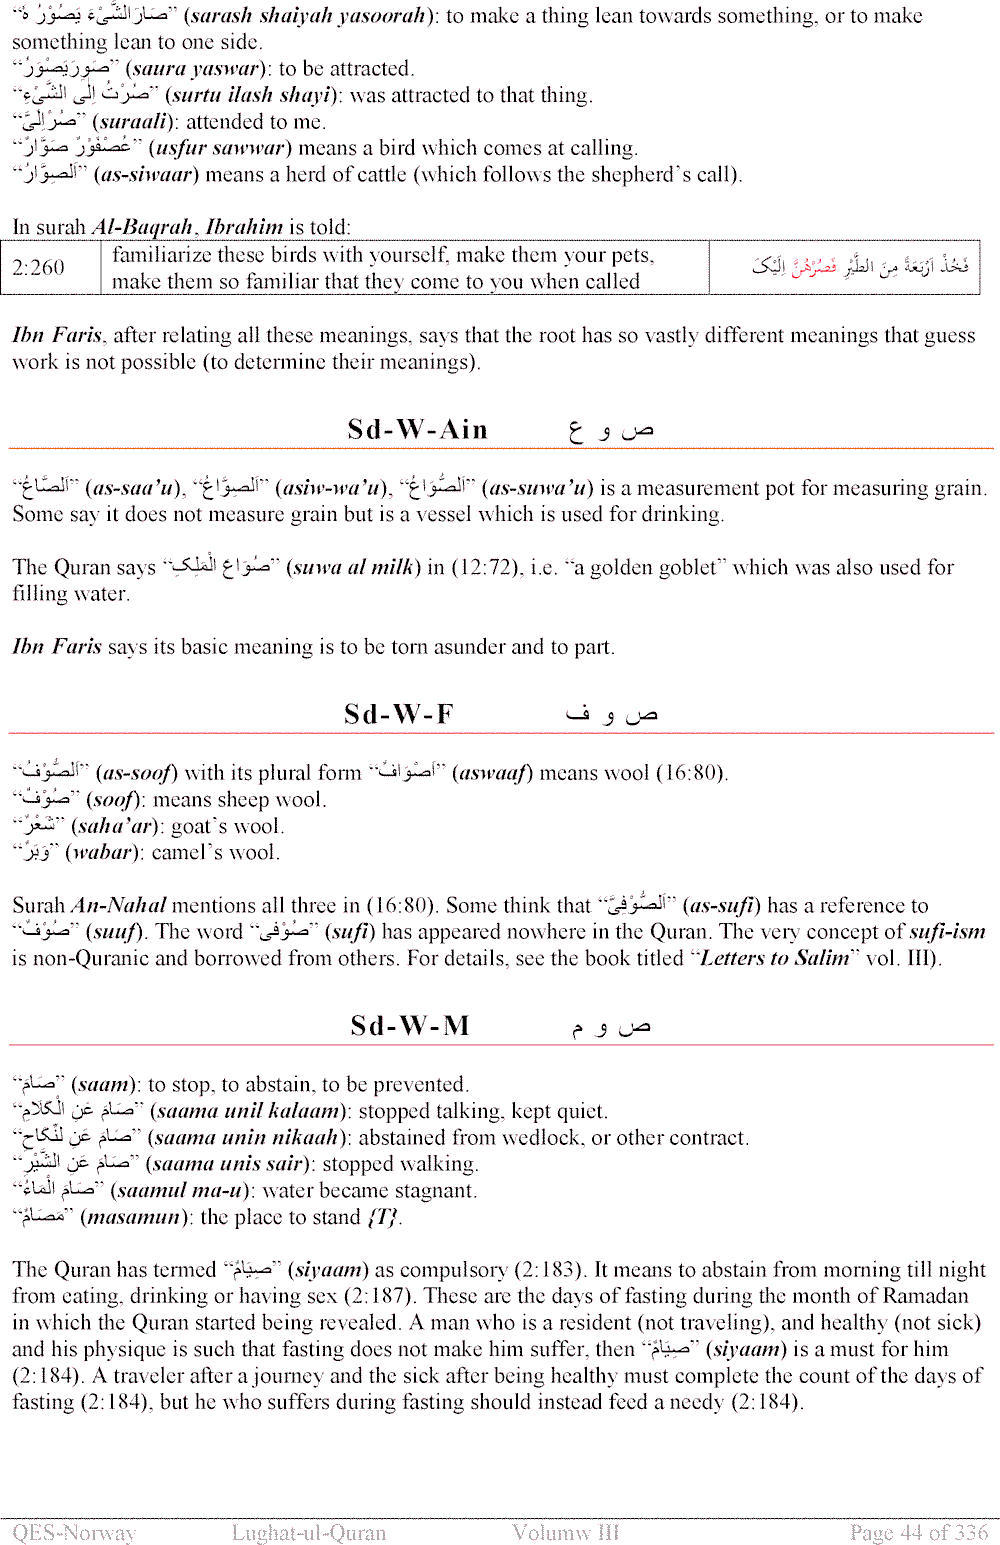 “صَارَالشَّیْءَ یَصُوْرُ ہٗ” (sarash shaiyah yasoorah): to make a thing lean towards something, or to make
something lean to one side.
“صَوِرَیَصْوَرُ” (saura yaswar): to be attracted.
“صُرْتُ اِلَی الشَّیْءِ” (surtu ilash shayi): was attracted to that thing.
“صُرْاِلَیَّ” (suraali): attended to me.
“عُصْفُوْرٌ صَوَّارٌ” (usfur sawwar) means a bird which comes at calling.
“اَلصِوَّارُ” (as-siwaar) means a herd of cattle (which follows the shepherd’s call).
In surah Al-Baqrah, Ibrahim is told:
2:260 familiarize these birds with yourself, make them your pets,
make them so familiar that they come to you when called
فَخُذْ اَرْبَعَةً مِنَ الطَّیْرِ فَصُرْھُنَّ اِلَیْکَ
Ibn Faris, after relating all these meanings, says that the root has so vastly different meanings that guess
work is not possible (to determine their meanings).
Sd-W-Ain ص و ع
“اَلصَّاعُ” (as-saa’u), “اَلصِوَّاعُ” (asiw-wa’u), “اَلصُّوَاعُ” (as-suwa’u) is a measurement pot for measuring grain.
Some say it does not measure grain but is a vessel which is used for drinking.
The Quran says “صُوَاعَ الْمَلِکِ” (suwa al milk) in (12:72), i.e. “a golden goblet” which was also used for
filling water.
Ibn Faris says its basic meaning is to be torn asunder and to part.
Sd-W-F ص و ف
“اَلصُّوْفُ” (as-soof) with its plural form “اَصْوَافٌ” (aswaaf) means wool (16:80).
“صُوْفٌ” (soof): means sheep wool.
“شَعْرٌ” (saha’ar): goat’s wool.
“وَبَرٌ” (wabar): camel’s wool.
Surah An-Nahal mentions all three in (16:80). Some think that “اَلصُّوْفِیَّ” (as-sufi) has a reference to
“صُوْفٌ” (suuf). The word “صُوْفی” (sufi) has appeared nowhere in the Quran. The very concept of sufi-ism
is non-Quranic and borrowed from others. For details, see the book titled “Letters to Salim” vol. III).
Sd-W-M ص و م
“صَامَ” (saam): to stop, to abstain, to be prevented.
“صَامَ عَنِ الْکَلَامِ” (saama unil kalaam): stopped talking, kept quiet.
“صَامَ عَنِ لنِّکَاحِ” (saama unin nikaah): abstained from wedlock, or other contract.
“صَامَ عَنِ الشَّیْرِ” (saama unis sair): stopped walking.
“صَامَ الْمَاءُ” (saamul ma-u): water became stagnant.
“مَصَامٌ” (masamun): the place to stand {T}.
The Quran has termed “صِیَامٌ” (siyaam) as compulsory (2:183). It means to abstain from morning till night
from eating, drinking or having sex (2:187). These are the days of fasting during the month of Ramadan
in which the Quran started being revealed. A man who is a resident (not traveling), and healthy (not sick)
and his physique is such that fasting does not make him suffer, then “صِیَامٌ” (siyaam) is a must for him
(2:184). A traveler after a journey and the sick after being healthy must complete the count of the days of
fasting (2:184), but he who suffers during fasting should instead feed a needy (2:184).
QES-Norway Lughat-ul-Quran Volumw III Page 44 of 336